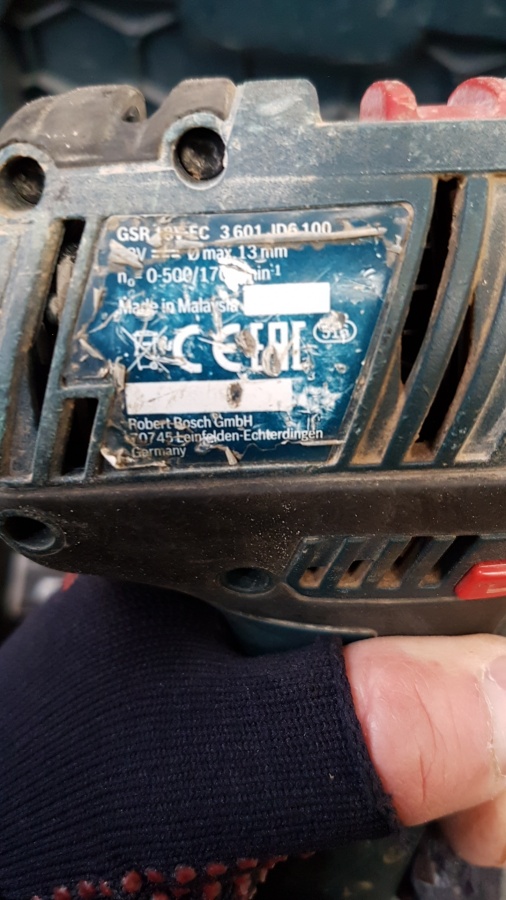 GSR EC 3 601 JD6 100
Ø max. 13 mm
n₀ 0-500/17 min⁻¹
Made in Malaysia
CE EAC 516
Robert Bosch GmbH
70745 Leinfelden-Echterdingen
Germany